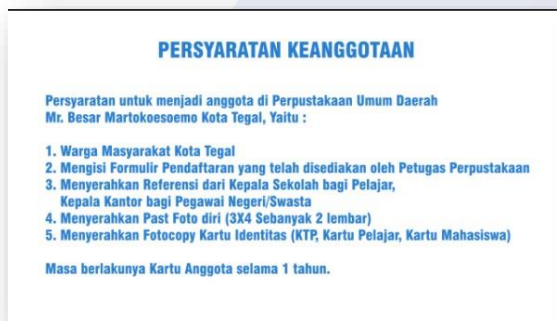 PERSYARATAN KEANGGOTAAN
Persyaratan untuk menjadi anggota di Perpustakaan Umum Daerah
Mr. Besar Martokoesoemo Kota Tegal, Yaitu :
1. Warga Masyarakat Kota Tegal
2. Mengisi Formulir Pendaftaran yang telah disediakan oleh Petugas Perpustakaan
3. Menyerahkan Referensi dari Kepala Sekolah bagi Pelajar,
Kepala Kantor bagi Pegawai Negeri/Swasta
4. Menyerahkan Past Foto diri (3X4 Sebanyak 2 lembar)
5. Menyerahkan Fotocopy Kartu Identitas (KTP, Kartu Pelajar, Kartu Mahasiswa)
Masa berlakunya Kartu Anggota selama 1 tahun.